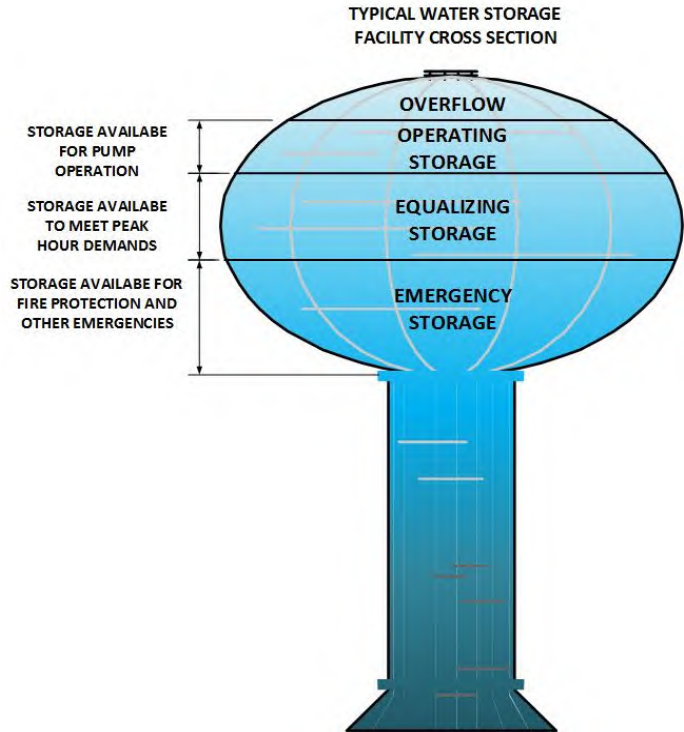 TYPICAL WATER STORAGE
FACILITY CROSS SECTION
OVERFLOW
STORAGE AVAILABE
FOR PUMP
OPERATION
OPERATING
STORAGE
STORAGE AVAILABE
TO MEET PEAK
HOUR DEMANDS
EQUALIZING
STORAGE
STORAGE AVAILABE FOR
FIRE PROTECTION AND
OTHER EMERGENCIES
EMERGENCY
STORAGE